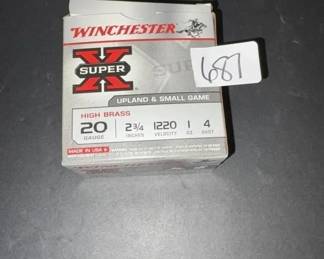 WINCHESTER
SUPER
X
SUPER
687
UPLAND & SMALL GAME
HIGH BRASS
20 2¾ 1220 1 4
GAUGE INCHES VELOCITY OZ SHOT
MADE IN USA